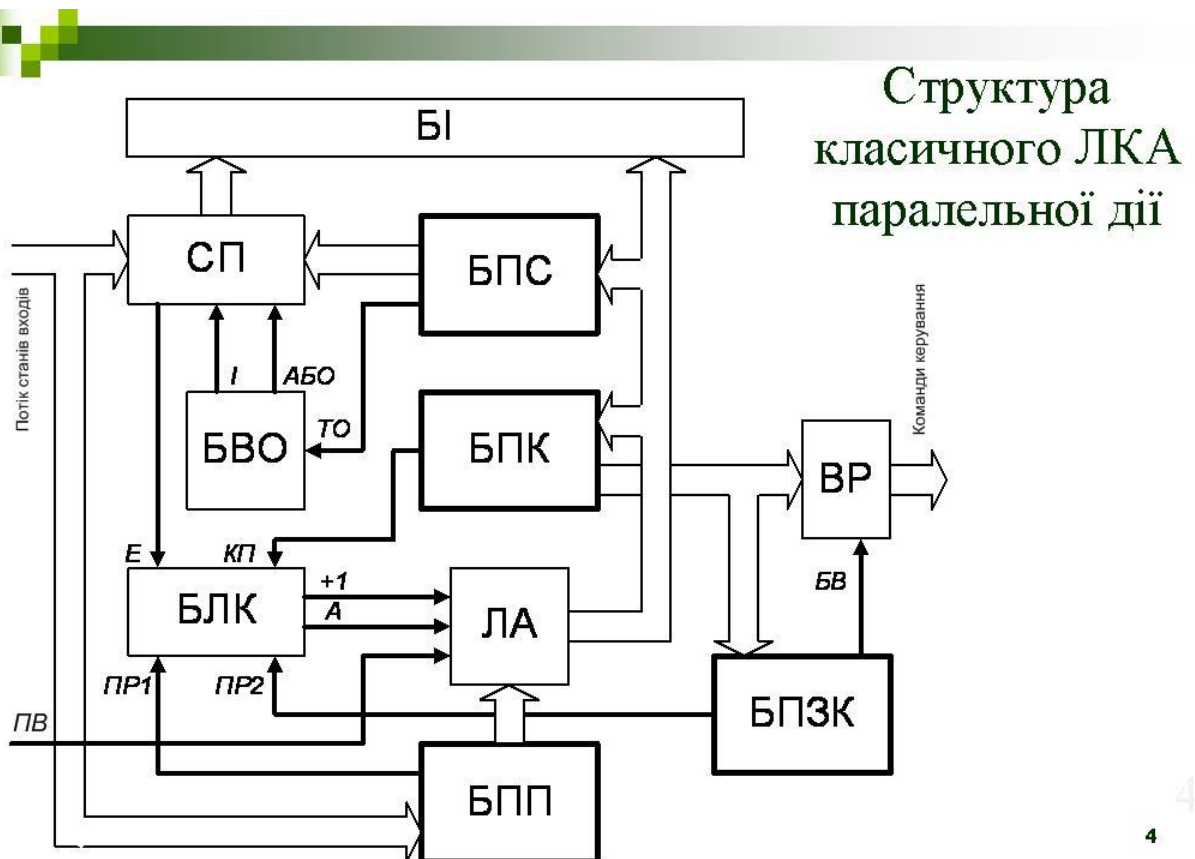 Структура
класичного ЛКА
паралельної дії
БІ
СП
БПС
Потік станів входів
Команди керування
І
АБО
БВО
ТО
БПК
ВР
Е
КП
БЛК
+1
А
ЛА
БВ
ПР1
ПР2
ПВ
БПЗК
БПП
4
4